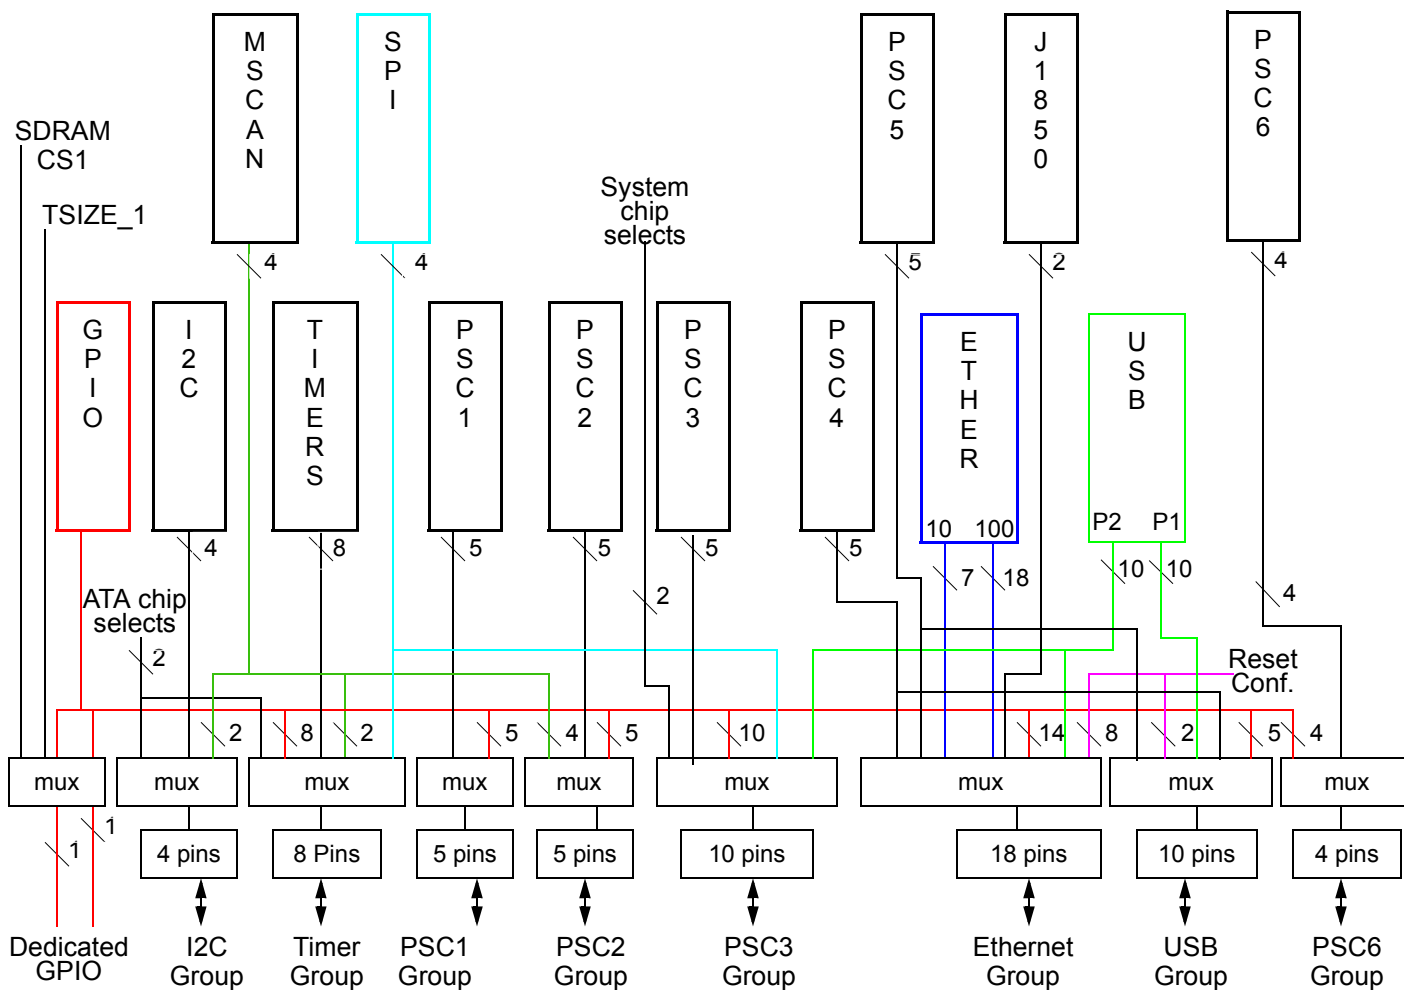 MSCAN
SPI
PSC5
J1850
PSC6
SDRAM
CS1
TSIZE_1
System
chip
selects
4
4
5
2
4
GPIO
I2C
TIMERS
PSC1
PSC2
PSC3
PSC4
ETHER
10 100
USB
P2 P1
4
8
5
5
5
5
7
18
10
10
4
ATA chip
selects
2
2
Reset
Conf.
2
8
2
5
4
5
10
14
8
2
5
4
mux
mux
mux
mux
mux
mux
mux
mux
mux
1
1
4 pins
8 Pins
5 pins
5 pins
10 pins
18 pins
10 pins
4 pins
Dedicated
GPIO
I2C
Group
Timer
Group
PSC1
Group
PSC2
Group
PSC3
Group
Ethernet
Group
USB
Group
PSC6
Group